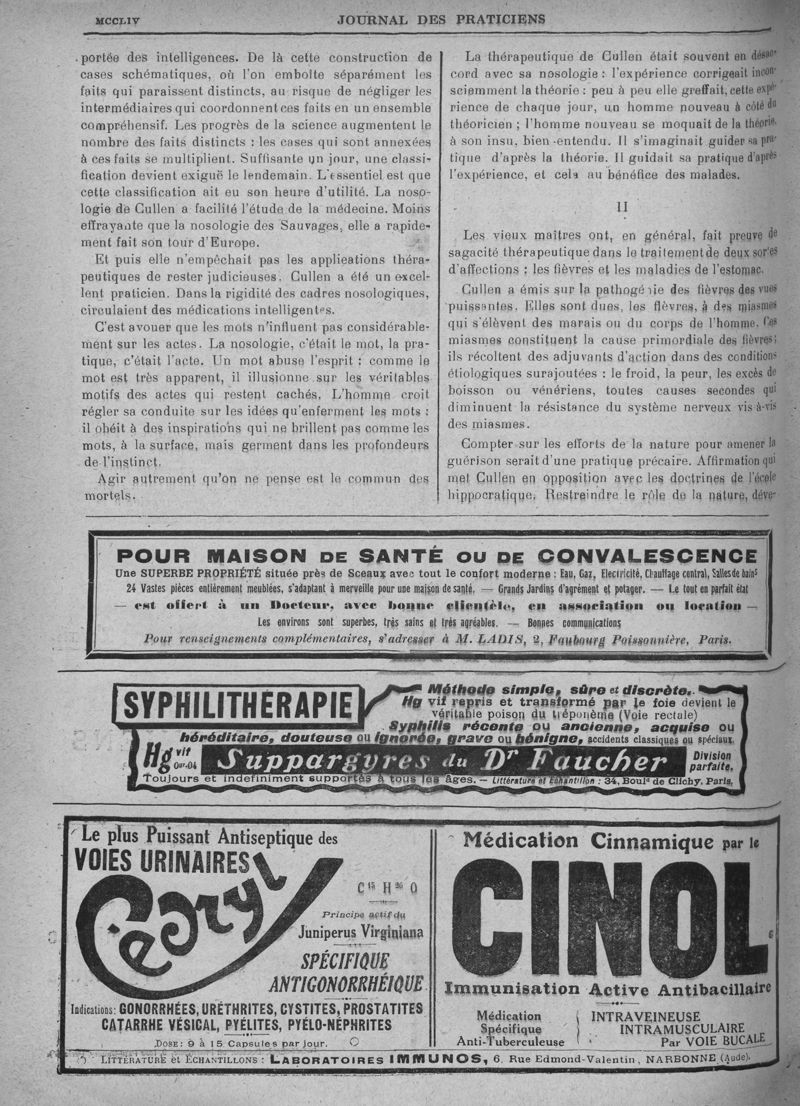 MCCLIV
JOURNAL DES PRATICIENS
portée des intelligences. De là cette construction de
cases schématiques, où l'on emboîte séparément les
faits qui paraissent distincts, au risque de négliger les
intermédiaires qui coordonnent ces faits en un ensemble
compréhensif. Les progrès de la science augmentent le
nombre des faits distincts : les cases qui sont annexées
à ces faits se multiplient. Suffisante un jour, une classi-
fication devient exiguë le lendemain. L'essentiel est que
cette classification ait eu son heure d'utilité. La noso-
logie de Cullen a facilité l'étude de la médecine. Moins
effrayante que la nosologie des Sauvages, elle a rapide-
ment fait son tour d'Europe.
Et puis elle n'empêchait pas les applications théra-
peutiques de rester judicieuses. Cullen a été un excel-
lent praticien. Dans la rigidité des cadres nosologiques,
circulaient des médications intelligentes.
C'est avouer que les mots n'influent pas considérable-
ment sur les actes. La nosologie, c'était le mot, la pra-
tique, c'était l'acte. Un mot abuse l'esprit : comme le
mot est très apparent, il illusionne sur les véritables
motifs des actes qui restent cachés. L'homme croit
régler sa conduite sur les idées qu'enferment les mots :
il obéit à des inspirations qui ne brillent pas comme les
mots, à la surface, mais germent dans les profondeurs
de l'instinct.
Agir autrement qu'on ne pense est le commun des
mortels.
La thérapeutique de Cullen était souvent en désac-
cord avec sa nosologie : l'expérience corrigeait incon-
sciemment la théorie : peu à peu elle greffait, cette expé-
rience de chaque jour, un homme nouveau à côté du
théoricien ; l'homme nouveau se moquait de la théorie,
à son insu, bien entendu. Il s'imaginait guider sa pra-
tique d'après la théorie. Il guidait sa pratique d'après
l'expérience, et cela au bénéfice des malades.
II
Les vieux maîtres ont, en général, fait preuve de
sagacité thérapeutique dans le traitement de deux sortes
d'affections : les fièvres et les maladies de l'estomac.
Cullen a émis sur la pathogénie des fièvres des vues
puissantes. Elles sont dues, les fièvres, à des miasmes
qui s'élèvent des marais ou du corps de l'homme. Ces
miasmes constituent la cause primordiale des fièvres ;
ils récoltent des adjuvants d'action dans des conditions
étiologiques surajoutées : le froid, la peur, les excès de
boisson ou vénériens, toutes causes secondes qui
diminuent la résistance du système nerveux vis-à-vis
des miasmes.
Compter sur les efforts de la nature pour amener la
guérison serait d'une pratique précaire. Affirmation qui
met Cullen en opposition avec les doctrines de l'école
hippocratique. Restreindre le rôle de la nature, déve-
POUR MAISON DE SANTÉ OU DE CONVALESCENCE
Une SUPERBE PROPRIÉTÉ située près de Sceaux avec tout le confort moderne : Eau, Gaz, Electricité, Chauffage central, Salles de bains
24 Vastes pièces entièrement meublées, s'adaptant à merveille pour une maison de santé. — Grands Jardins d'agrément et potager. — Le tout en parfait état
— est offert à un Docteur, avec bonne clientèle, en association ou location —
Les environs sont superbes, très sains et très agréables. — Bonnes communications
Pour renseignements complémentaires, s'adresser à M. LADIS, 2, Faubourg Poissonnière, Paris.
SYPHILITHÉRAPIE
Méthode simple, sûre et discrète.
Hg vif repris et transformé par le foie devient le
véritable poison du tréponème (Voie rectale)
Syphilis récente ou ancienne, acquise ou
héréditaire, douteuse ou ignorée, grave ou bénigne, accidents classiques ou spéciaux.
Hg vif 0gr.04
Suppargyres du Dr Faucher
Division parfaite.
Toujours et indéfiniment supportés à tous les âges. — Littérature et Echantillon : 34, Boulᵈ de Clichy, Paris.
Le plus Puissant Antiseptique des
VOIES URINAIRES
Cédryl
C¹⁵ H²⁶ O
Principe actif du
Juniperus Virginiana
SPÉCIFIQUE
ANTIGONORRHÉIQUE
Indications: GONORRHÉES, URÉTHRITES, CYSTITES, PROSTATITES
CATARRHE VÉSICAL, PYÉLITES, PYÉLO-NÉPHRITES
DOSE: 9 à 15 Capsules par jour.
Médication Cinnamique par le
CINOL
Immunisation Active Antibacillaire
Médication
Spécifique
Anti-Tuberculeuse
INTRAVEINEUSE
INTRAMUSCULAIRE
Par VOIE BUCALE
LITTÉRATURE et ÉCHANTILLONS : LABORATOIRES IMMUNOS, 6, Rue Edmond-Valentin, NARBONNE (Aude).